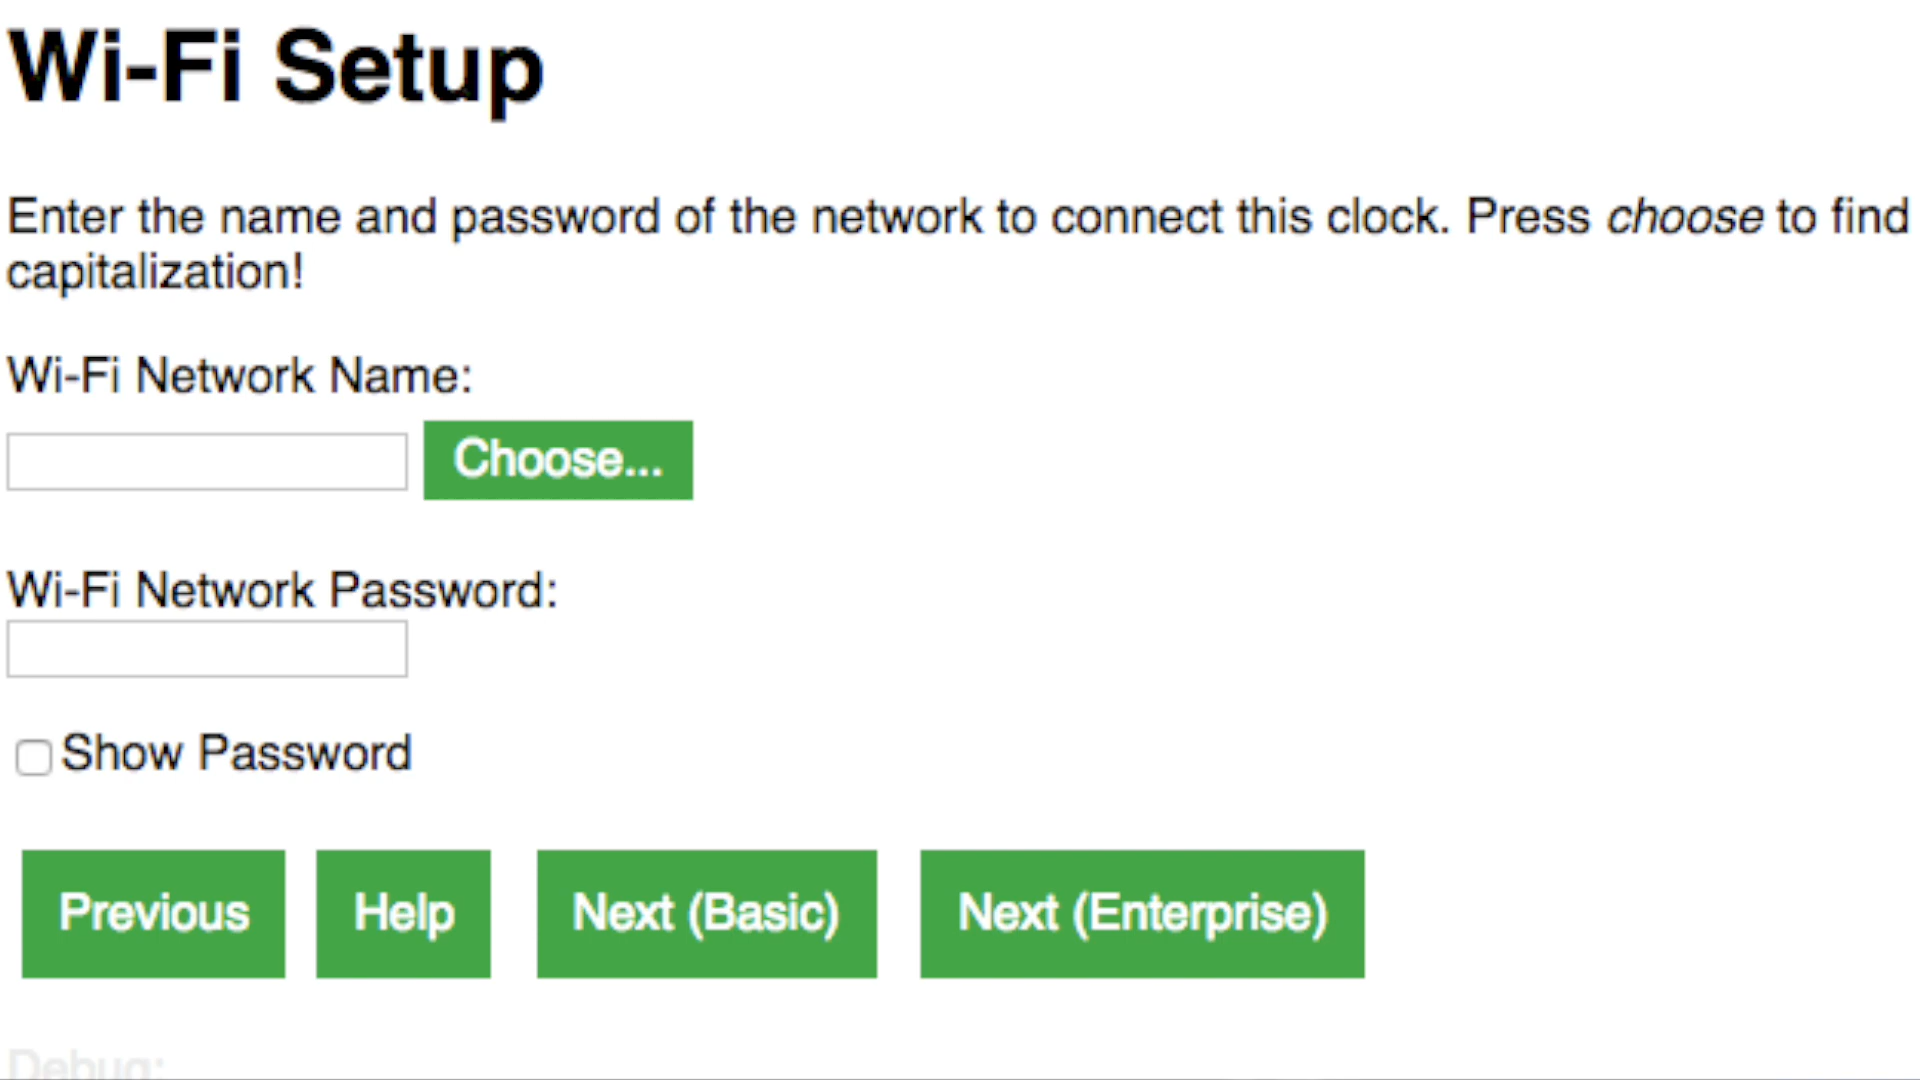 Wi-Fi Setup
Enter the name and password of the network to connect this clock. Press choose to find
capitalization!
Wi-Fi Network Name:
Choose...
Wi-Fi Network Password:
Show Password
Previous Help Next (Basic) Next (Enterprise)
Debug: